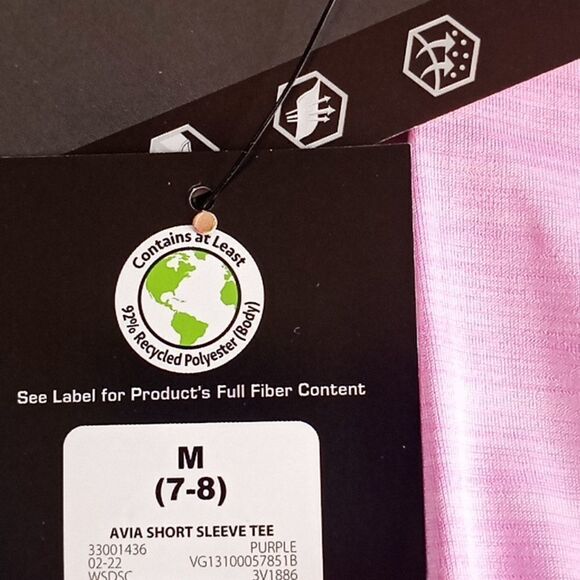 Contains at Least
92% Recycled Polyester (Body)
See Label for Product's Full Fiber Content
M
(7-8)
AVIA SHORT SLEEVE TEE
33001436 PURPLE
02-22 VG13100057851B
WSDSC 3V1886